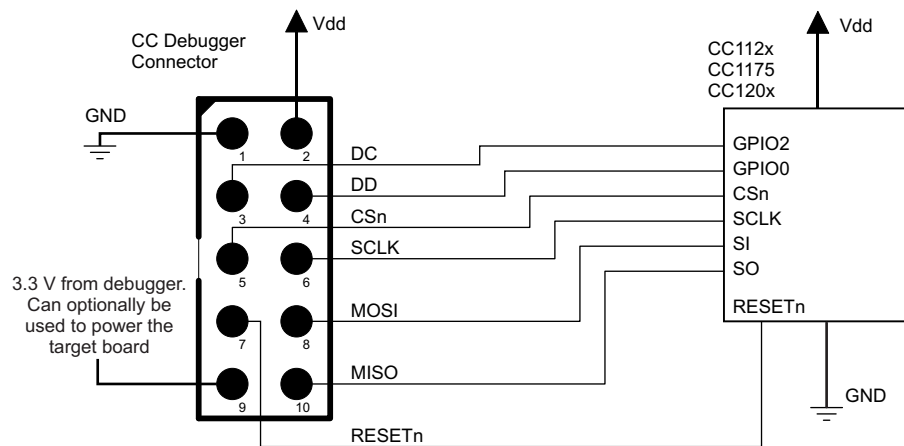 Vdd
Vdd
CC Debugger
Connector
CC112x
CC1175
CC120x
GND
1
2
DC
GPIO2
DD
GPIO0
3
4
CSn
CSn
SCLK
SCLK
SI
5
6
SO
3.3 V from debugger.
Can optionally be
used to power the
target board
MOSI
RESETn
7
8
MISO
GND
9
10
RESETn